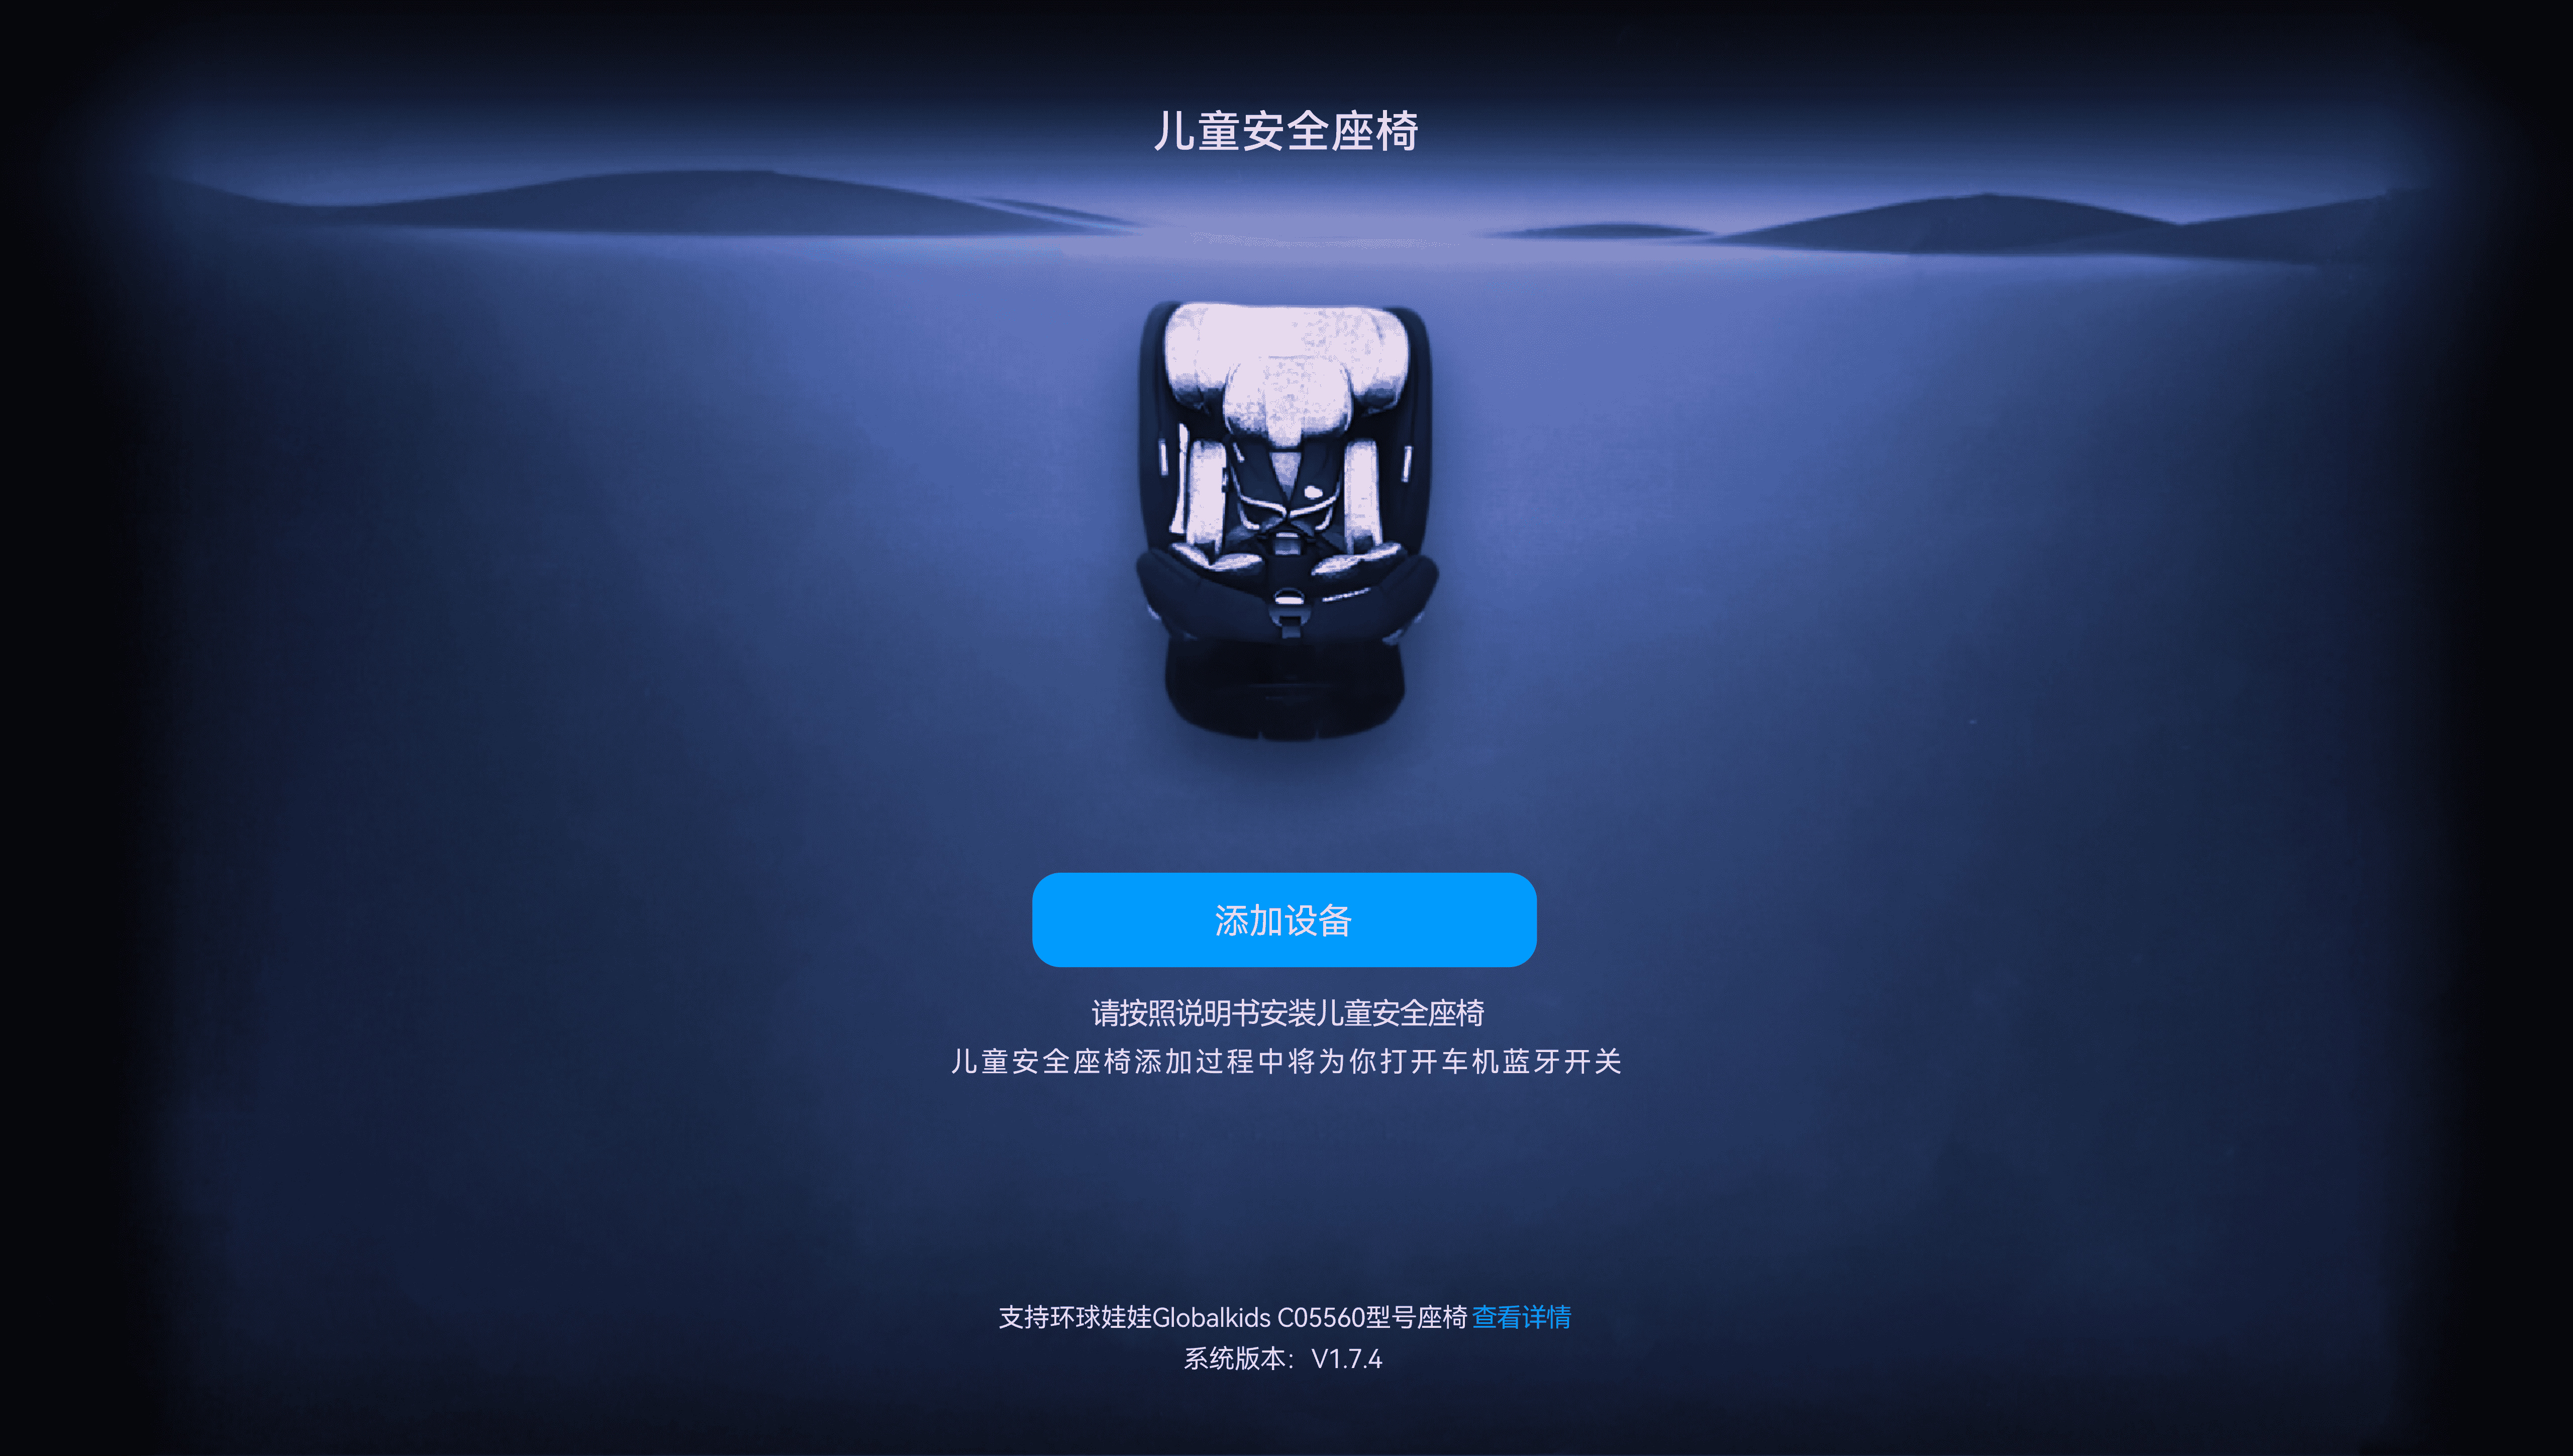 儿童安全座椅
添加设备
请按照说明书安装儿童安全座椅
儿童安全座椅添加过程中将为你打开车机蓝牙开关
支持环球娃娃Globalkids C05560型号座椅 查看详情
系统版本：V1.7.4